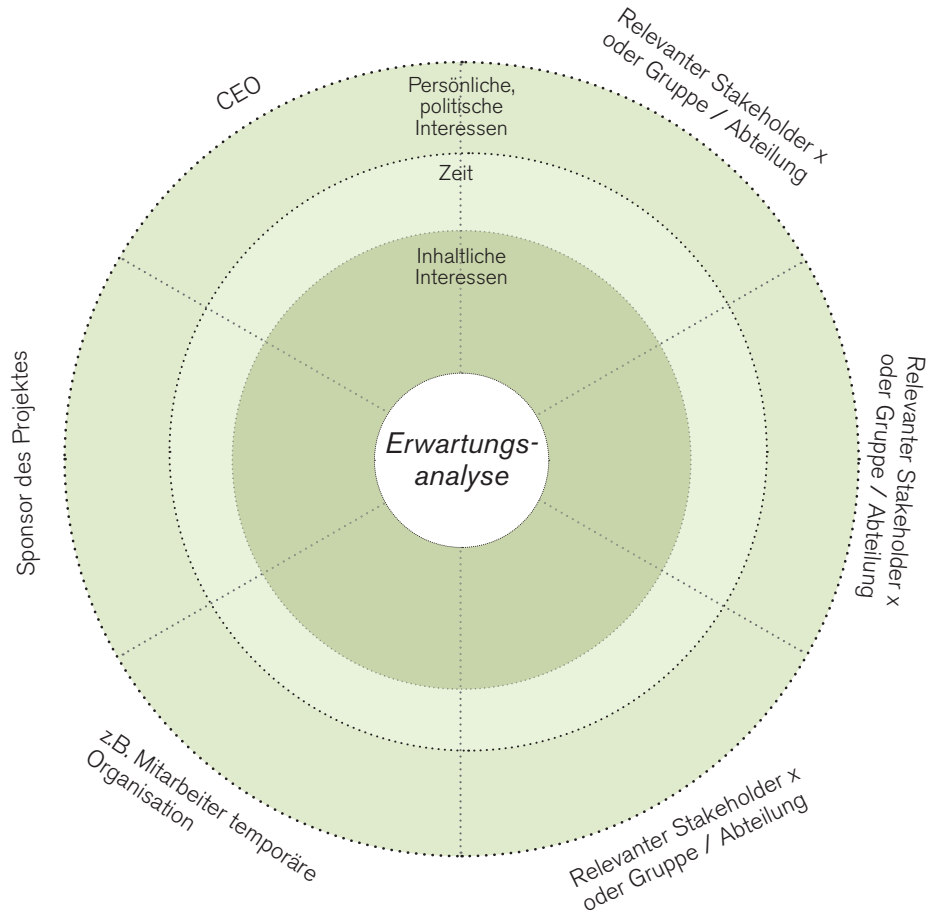 CEO
Relevanter Stakeholder x
oder Gruppe / Abteilung
Persönliche,
politische
Interessen
Zeit
Inhaltliche
Interessen
Erwartungs-
analyse
Sponsor des Projektes
Relevanter Stakeholder x
oder Gruppe / Abteilung
z.B. Mitarbeiter temporäre
Organisation
Relevanter Stakeholder x
oder Gruppe / Abteilung